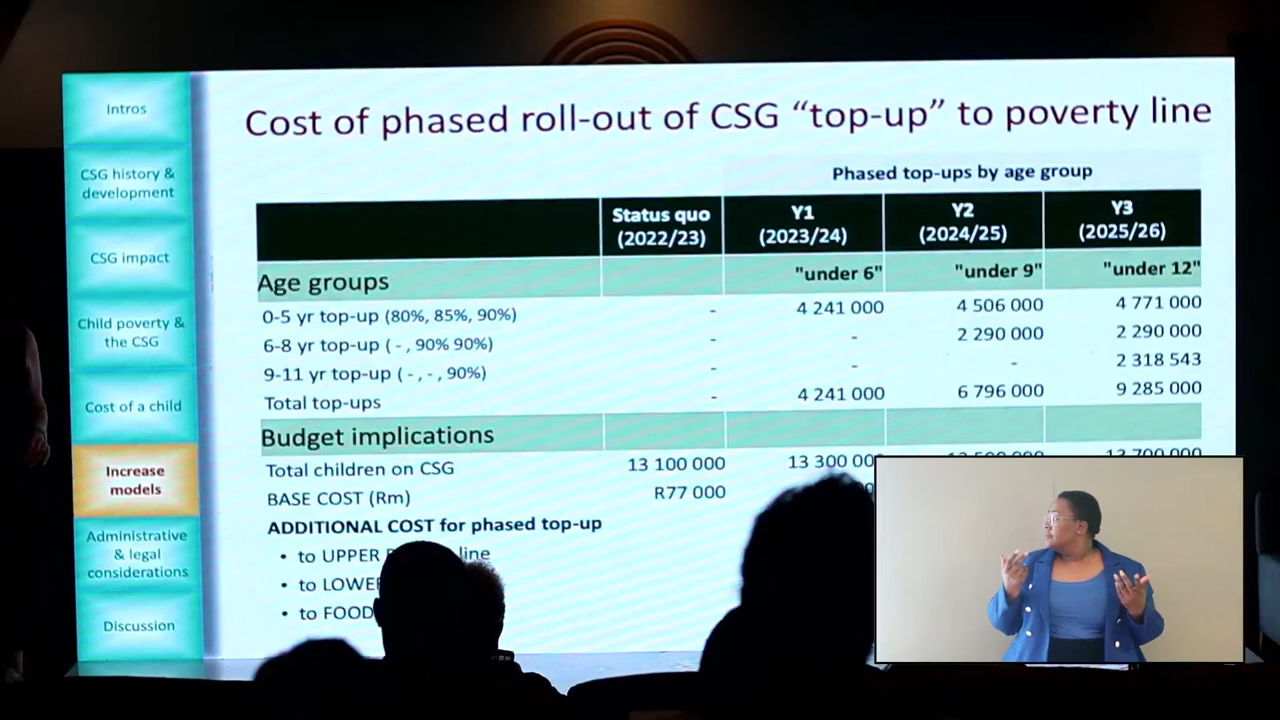 Intros
CSG history &
development
CSG impact
Child poverty &
the CSG
Cost of a child
Increase
models
Administrative
& legal
considerations
Discussion
Cost of phased roll-out of CSG “top-up” to poverty line
Phased top-ups by age group
Status quo Y1 Y2 Y3
(2022/23) (2023/24) (2024/25) (2025/26)
Age groups "under 6" "under 9" "under 12"
0-5 yr top-up (80%, 85%, 90%) - 4 241 000 4 506 000 4 771 000
6-8 yr top-up ( - , 90% 90%) - - 2 290 000 2 290 000
9-11 yr top-up ( - , - , 90%) - - - 2 318 543
Total top-ups - 4 241 000 6 796 000 9 285 000
Budget implications
Total children on CSG 13 100 000 13 300 000 13 700 000
BASE COST (Rm) R77 000
ADDITIONAL COST for phased top-up
• to UPPER line
• to LOWER
• to FOOD